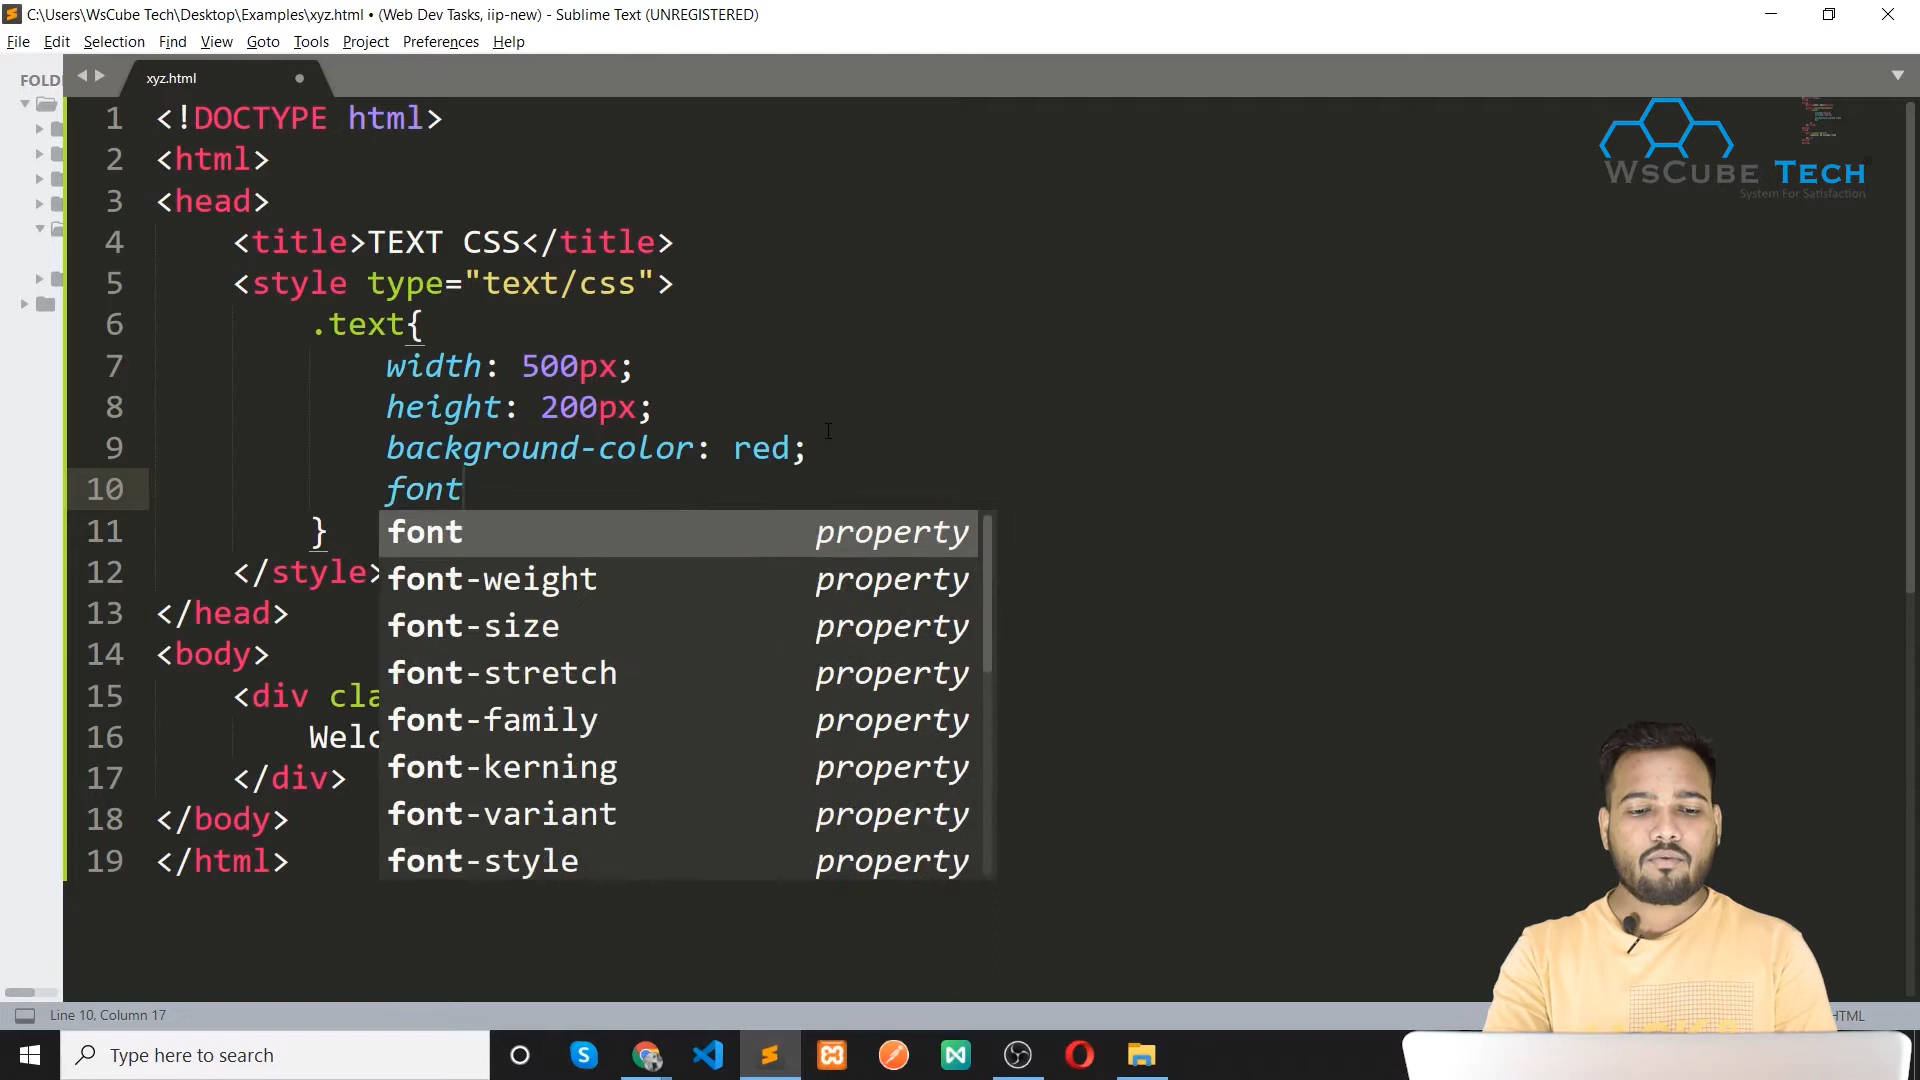 C:\Users\WsCube Tech\Desktop\Examples\xyz.html • (Web Dev Tasks, iip-new) - Sublime Text (UNREGISTERED)
File Edit Selection Find View Goto Tools Project Preferences Help
FOLD
xyz.html
1 <!DOCTYPE html>
2 <html>
3 <head>
4 <title>TEXT CSS</title>
5 <style type="text/css">
6 .text{
7 width: 500px;
8 height: 200px;
9 background-color: red;
10 font
11 }
12 </style>
13 </head>
14 <body>
15 <div cla
16 Welc
17 </div>
18 </body>
19 </html>
font property
font-weight property
font-size property
font-stretch property
font-family property
font-kerning property
font-variant property
font-style property
WsCube Tech
System For Satisfaction
Line 10, Column 17
HTML
Type here to search